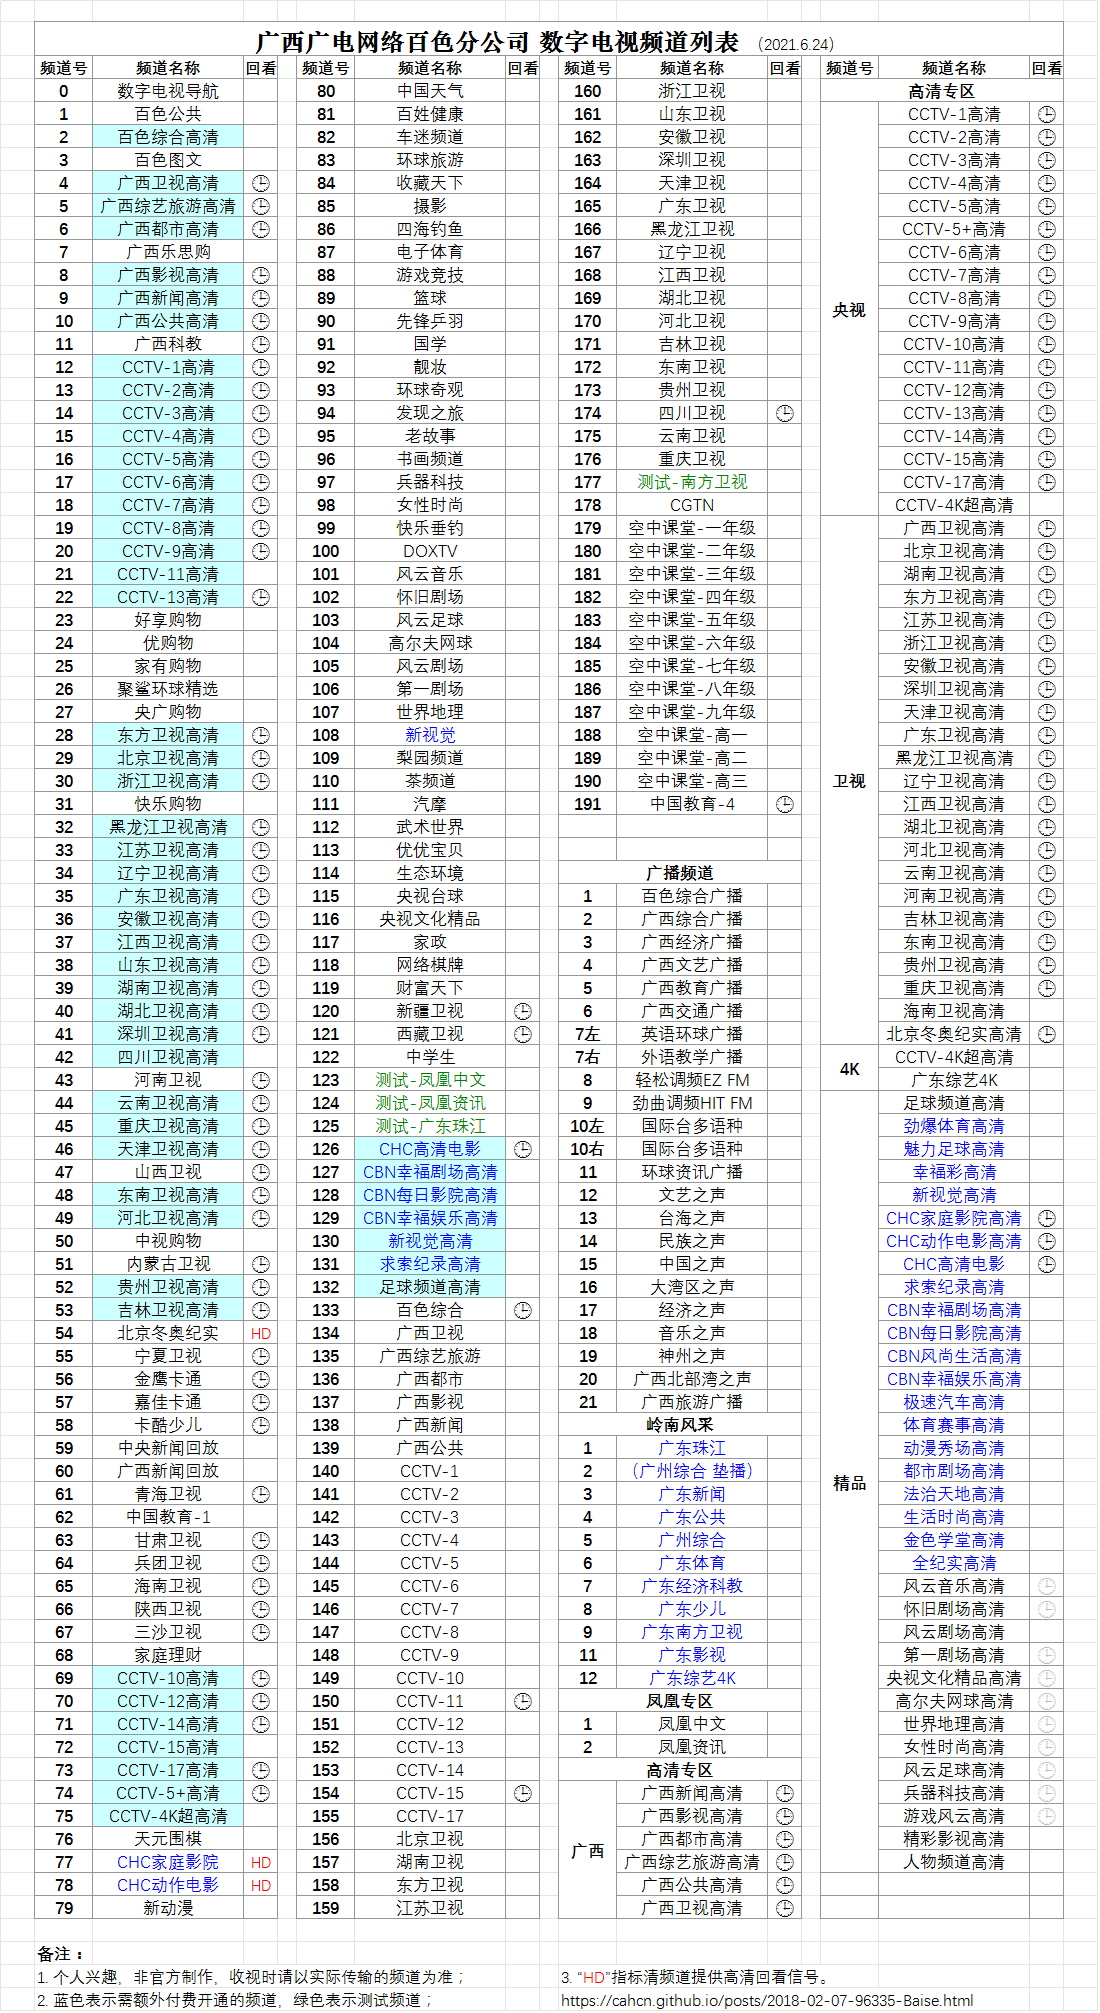 广西广电网络百色分公司 数字电视频道列表 （2021.6.24）
频道号 频道名称 回看
0 数字电视导航
1 百色公共
2 百色综合高清
3 百色图文
4 广西卫视高清
5 广西综艺旅游高清
6 广西都市高清
7 广西乐思购
8 广西影视高清
9 广西新闻高清
10 广西公共高清
11 广西科教
12 CCTV-1高清
13 CCTV-2高清
14 CCTV-3高清
15 CCTV-4高清
16 CCTV-5高清
17 CCTV-6高清
18 CCTV-7高清
19 CCTV-8高清
20 CCTV-9高清
21 CCTV-11高清
22 CCTV-13高清
23 好享购物
24 优购物
25 家有购物
26 聚鲨环球精选
27 央广购物
28 东方卫视高清
29 北京卫视高清
30 浙江卫视高清
31 快乐购物
32 黑龙江卫视高清
33 江苏卫视高清
34 辽宁卫视高清
35 广东卫视高清
36 安徽卫视高清
37 江西卫视高清
38 山东卫视高清
39 湖南卫视高清
40 湖北卫视高清
41 深圳卫视高清
42 四川卫视高清
43 河南卫视
44 云南卫视高清
45 重庆卫视高清
46 天津卫视高清
47 山西卫视
48 东南卫视高清
49 河北卫视高清
50 中视购物
51 内蒙古卫视
52 贵州卫视高清
53 吉林卫视高清
54 北京冬奥纪实 HD
55 宁夏卫视
56 金鹰卡通
57 嘉佳卡通
58 卡酷少儿
59 中央新闻回放
60 广西新闻回放
61 青海卫视
62 中国教育-1
63 甘肃卫视
64 兵团卫视
65 海南卫视
66 陕西卫视
67 三沙卫视
68 家庭理财
69 CCTV-10高清
70 CCTV-12高清
71 CCTV-14高清
72 CCTV-15高清
73 CCTV-17高清
74 CCTV-5+高清
75 CCTV-4K超高清
76 天元围棋
77 CHC家庭影院 HD
78 CHC动作电影 HD
79 新动漫
频道号 频道名称 回看
80 中国天气
81 百姓健康
82 车迷频道
83 环球旅游
84 收藏天下
85 摄影
86 四海钓鱼
87 电子体育
88 游戏竞技
89 篮球
90 先锋乒羽
91 国学
92 靓妆
93 环球奇观
94 发现之旅
95 老故事
96 书画频道
97 兵器科技
98 女性时尚
99 快乐垂钓
100 DOXTV
101 风云音乐
102 怀旧剧场
103 风云足球
104 高尔夫网球
105 风云剧场
106 第一剧场
107 世界地理
108 新视觉
109 梨园频道
110 茶频道
111 汽摩
112 武术世界
113 优优宝贝
114 生态环境
115 央视台球
116 央视文化精品
117 家政
118 网络棋牌
119 财富天下
120 新疆卫视
121 西藏卫视
122 中学生
123 测试-凤凰中文
124 测试-凤凰资讯
125 测试-广东珠江
126 CHC高清电影
127 CBN幸福剧场高清
128 CBN每日影院高清
129 CBN幸福娱乐高清
130 新视觉高清
131 求索纪录高清
132 足球频道高清
133 百色综合
134 广西卫视
135 广西综艺旅游
136 广西都市
137 广西影视
138 广西新闻
139 广西公共
140 CCTV-1
141 CCTV-2
142 CCTV-3
143 CCTV-4
144 CCTV-5
145 CCTV-6
146 CCTV-7
147 CCTV-8
148 CCTV-9
149 CCTV-10
150 CCTV-11
151 CCTV-12
152 CCTV-13
153 CCTV-14
154 CCTV-15
155 CCTV-17
156 北京卫视
157 湖南卫视
158 东方卫视
159 江苏卫视
频道号 频道名称 回看
160 浙江卫视
161 山东卫视
162 安徽卫视
163 深圳卫视
164 天津卫视
165 广东卫视
166 黑龙江卫视
167 辽宁卫视
168 江西卫视
169 湖北卫视
170 河北卫视
171 吉林卫视
172 东南卫视
173 贵州卫视
174 四川卫视
175 云南卫视
176 重庆卫视
177 测试-南方卫视
178 CGTN
179 空中课堂-一年级
180 空中课堂-二年级
181 空中课堂-三年级
182 空中课堂-四年级
183 空中课堂-五年级
184 空中课堂-六年级
185 空中课堂-七年级
186 空中课堂-八年级
187 空中课堂-九年级
188 空中课堂-高一
189 空中课堂-高二
190 空中课堂-高三
191 中国教育-4
广播频道
1 百色综合广播
2 广西综合广播
3 广西经济广播
4 广西文艺广播
5 广西教育广播
6 广西交通广播
7左 英语环球广播
7右 外语教学广播
8 轻松调频EZ FM
9 劲曲调频HIT FM
10左 国际台多语种
10右 国际台多语种
11 环球资讯广播
12 文艺之声
13 台海之声
14 民族之声
15 中国之声
16 大湾区之声
17 经济之声
18 音乐之声
19 神州之声
20 广西北部湾之声
21 广西旅游广播
岭南风采
1 广东珠江
2 （广州综合 垫播）
3 广东新闻
4 广东公共
5 广州综合
6 广东体育
7 广东经济科教
8 广东少儿
9 广东南方卫视
11 广东影视
12 广东综艺4K
凤凰专区
1 凤凰中文
2 凤凰资讯
高清专区
广西
广西新闻高清
广西影视高清
广西都市高清
广西综艺旅游高清
广西公共高清
广西卫视高清
频道号 频道名称 回看
高清专区
央视
CCTV-1高清
CCTV-2高清
CCTV-3高清
CCTV-4高清
CCTV-5高清
CCTV-5+高清
CCTV-6高清
CCTV-7高清
CCTV-8高清
CCTV-9高清
CCTV-10高清
CCTV-11高清
CCTV-12高清
CCTV-13高清
CCTV-14高清
CCTV-15高清
CCTV-17高清
CCTV-4K超高清
卫视
广西卫视高清
北京卫视高清
湖南卫视高清
东方卫视高清
江苏卫视高清
浙江卫视高清
安徽卫视高清
深圳卫视高清
天津卫视高清
广东卫视高清
黑龙江卫视高清
辽宁卫视高清
江西卫视高清
湖北卫视高清
河北卫视高清
云南卫视高清
河南卫视高清
吉林卫视高清
东南卫视高清
贵州卫视高清
重庆卫视高清
海南卫视高清
北京冬奥纪实高清
4K
CCTV-4K超高清
广东综艺4K
精品
足球频道高清
劲爆体育高清
魅力足球高清
幸福彩高清
新视觉高清
CHC家庭影院高清
CHC动作电影高清
CHC高清电影
求索纪录高清
CBN幸福剧场高清
CBN每日影院高清
CBN风尚生活高清
CBN幸福娱乐高清
极速汽车高清
体育赛事高清
动漫秀场高清
都市剧场高清
法治天地高清
生活时尚高清
金色学堂高清
全纪实高清
风云音乐高清
怀旧剧场高清
风云剧场高清
第一剧场高清
央视文化精品高清
高尔夫网球高清
世界地理高清
女性时尚高清
风云足球高清
兵器科技高清
游戏风云高清
精彩影视高清
人物频道高清
备注：
1. 个人兴趣，非官方制作，收视时请以实际传输的频道为准；
2. 蓝色表示需额外付费开通的频道，绿色表示测试频道；
3. “HD”指标清频道提供高清回看信号。
https://cahcn.github.io/posts/2018-02-07-96335-Baise.html